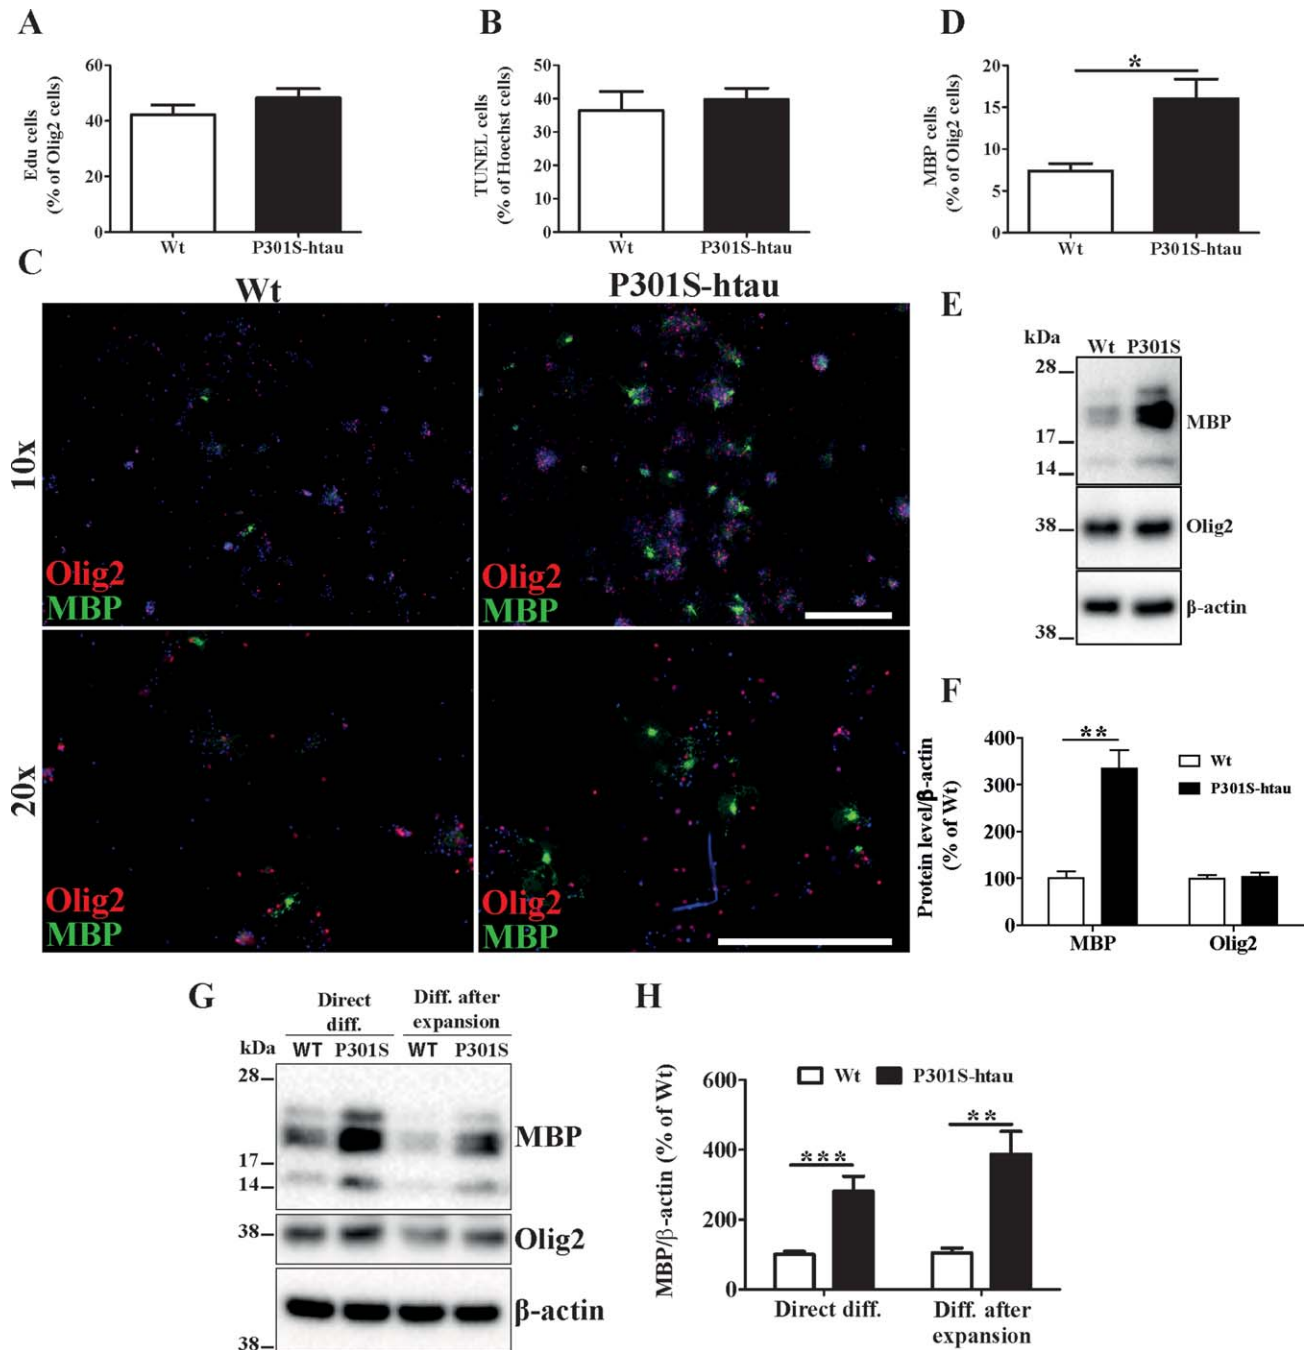 A
Edu cells
(% of Olig2 cells)
60
40
20
0
Wt
P301S-htau
B
TUNEL cells
(% of Hoechst cells)
50
40
30
20
10
0
Wt
P301S-htau
D
MBP cells
(% of Olig2 cells)
20
15
10
5
0
*
Wt
P301S-htau
C
Wt
P301S-htau
10x
Olig2
MBP
Olig2
MBP
20x
Olig2
MBP
Olig2
MBP
E
kDa
Wt P301S
28
17
14
MBP
38
Olig2
β-actin
38
F
Protein level/β-actin
(% of Wt)
400
300
200
100
0
**
Wt
P301S-htau
MBP
Olig2
G
Direct
diff.
Diff. after
expansion
kDa
WT P301S WT P301S
28
17
14
MBP
38
Olig2
β-actin
38
H
MBP/β-actin (% of Wt)
600
400
200
0
Wt
P301S-htau
***
**
Direct diff.
Diff. after
expansion